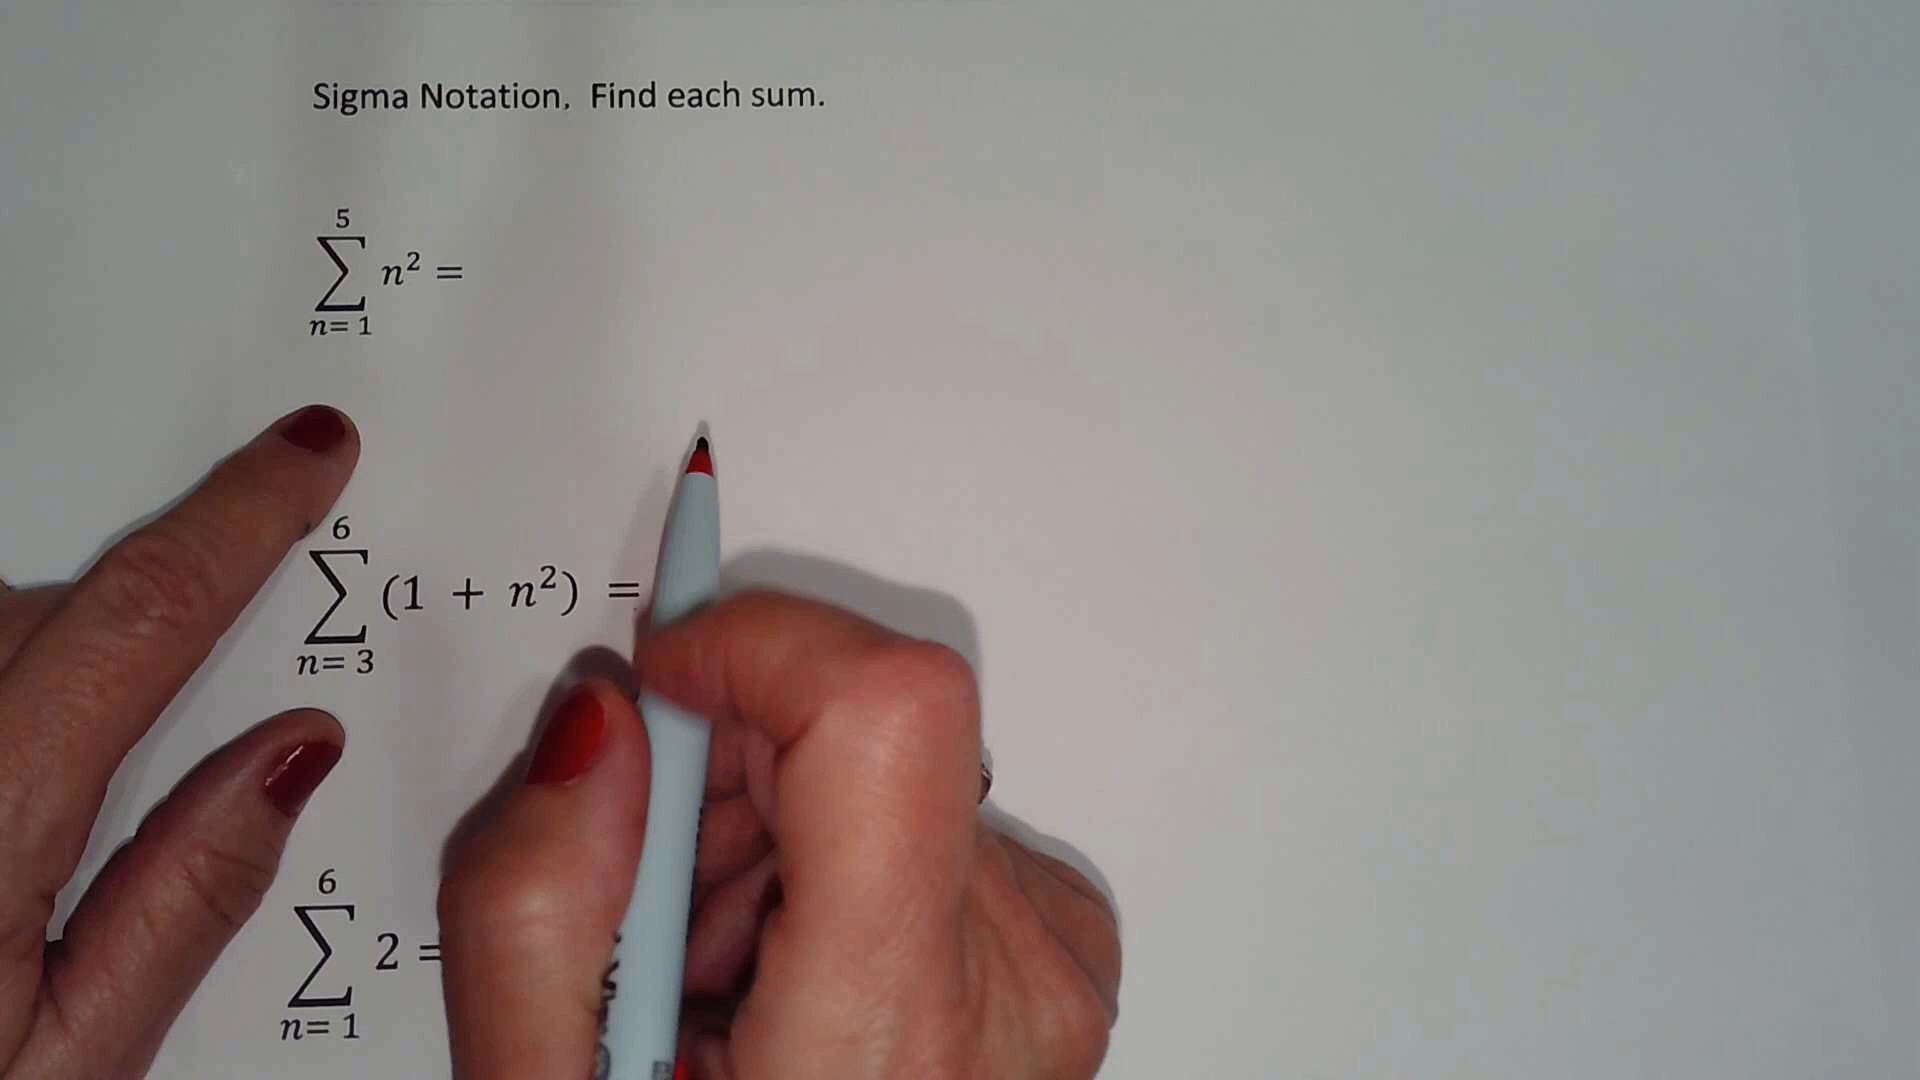 Sigma Notation, Find each sum.
5
∑ n² =
n= 1
6
∑ (1 + n²) =
n= 3
6
∑ 2 =
n= 1